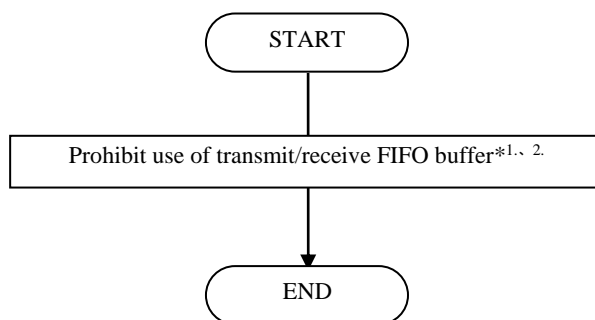 START
Prohibit use of transmit/receive FIFO buffer*1.、 2.
END